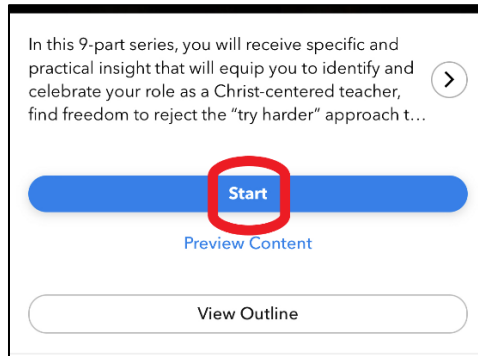 In this 9-part series, you will receive specific and
practical insight that will equip you to identify and
celebrate your role as a Christ-centered teacher,
find freedom to reject the “try harder” approach t...
Start
Preview Content
View Outline